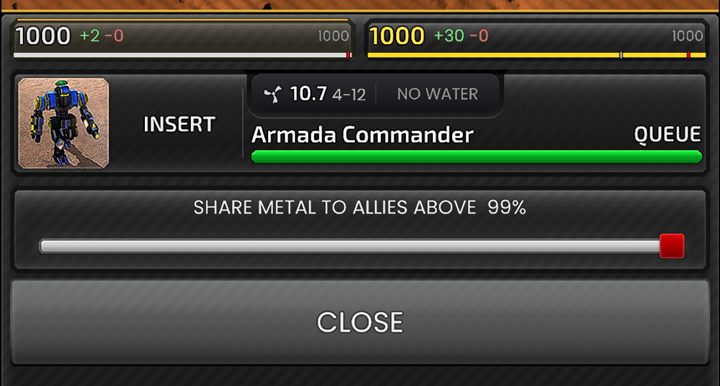 1000 +2 -0 1000
1000 +30 -0 1000
10.7 4-12 NO WATER
INSERT
Armada Commander QUEUE
SHARE METAL TO ALLIES ABOVE 99%
CLOSE